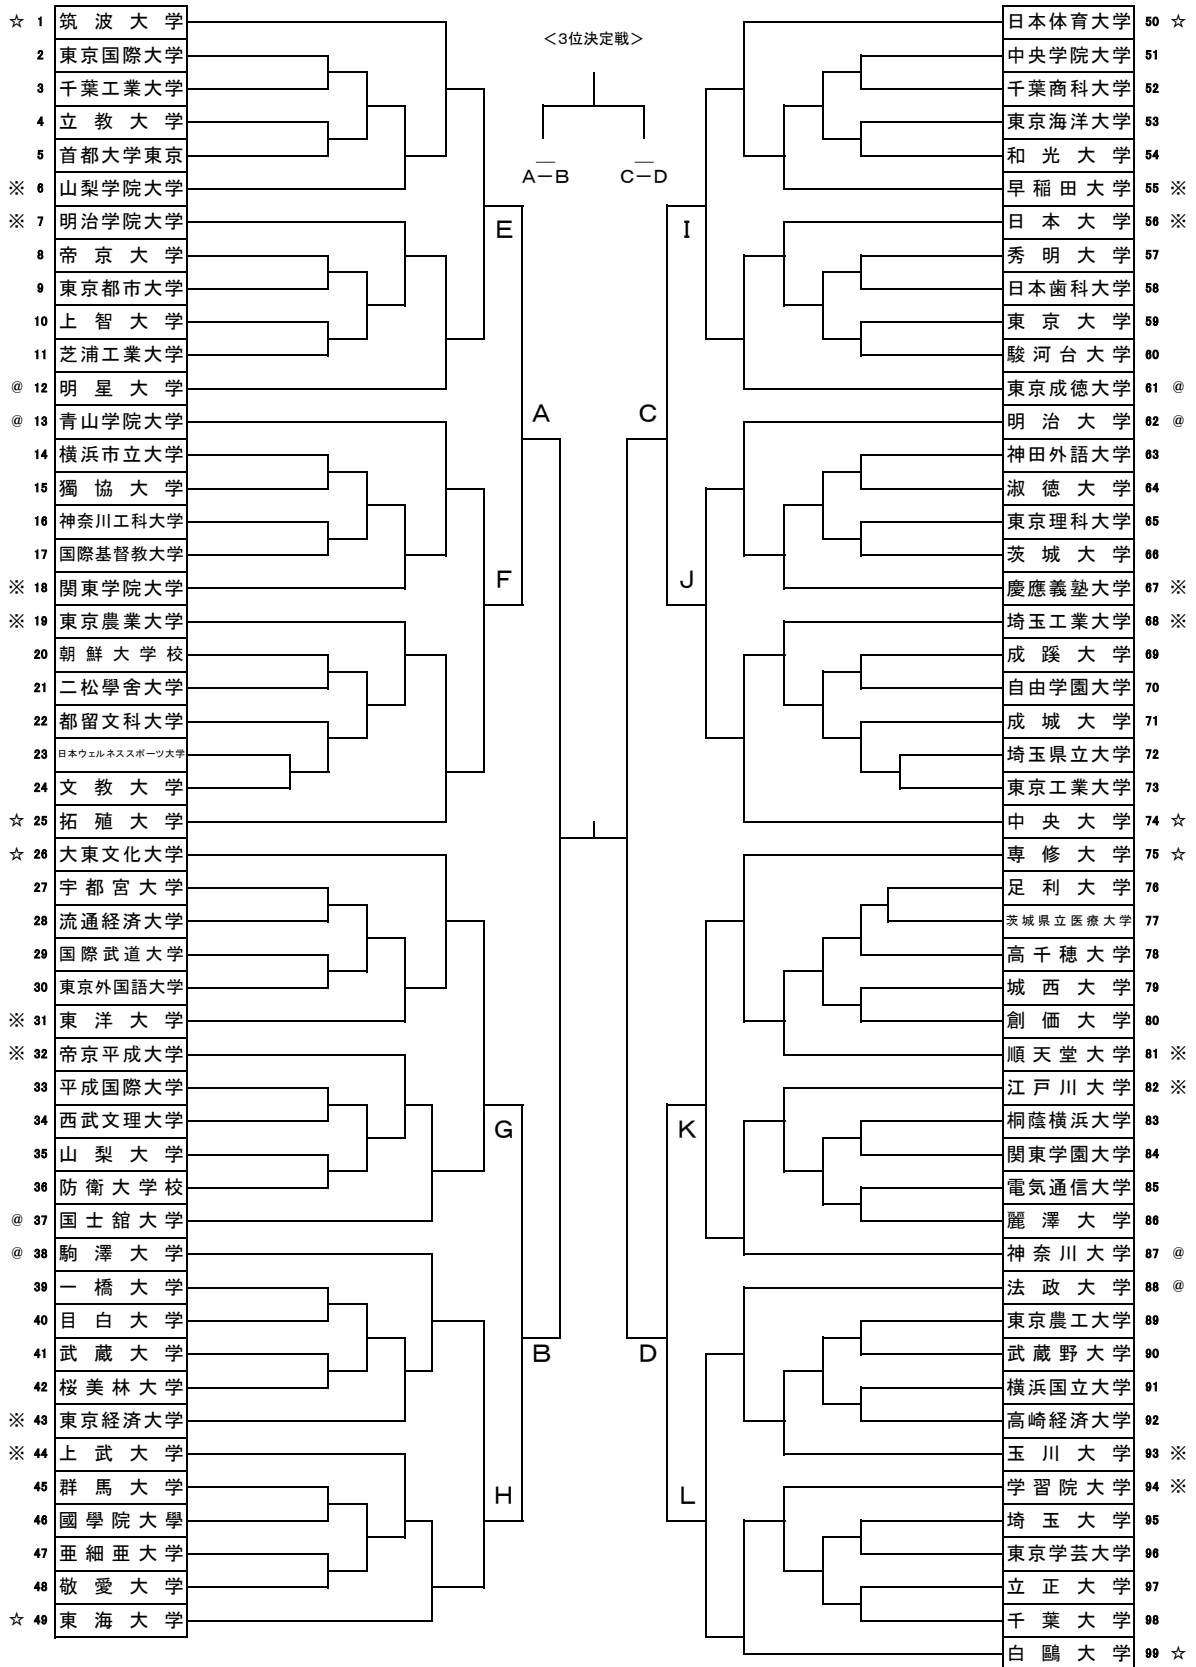 ☆ 1 筑波大学
2 東京国際大学
3 千葉工業大学
4 立教大学
5 首都大学東京
※ 6 山梨学院大学
※ 7 明治学院大学
8 帝京大学
9 東京都市大学
10 上智大学
11 芝浦工業大学
@ 12 明星大学
@ 13 青山学院大学
14 横浜市立大学
15 獨協大学
16 神奈川工科大学
17 国際基督教大学
※ 18 関東学院大学
※ 19 東京農業大学
20 朝鮮大学校
21 二松學舍大学
22 都留文科大学
23 日本ウェルネススポーツ大学
24 文教大学
☆ 25 拓殖大学
☆ 26 大東文化大学
27 宇都宮大学
28 流通経済大学
29 国際武道大学
30 東京外国語大学
※ 31 東洋大学
※ 32 帝京平成大学
33 平成国際大学
34 西武文理大学
35 山梨大学
36 防衛大学校
@ 37 国士舘大学
@ 38 駒澤大学
39 一橋大学
40 目白大学
41 武蔵大学
42 桜美林大学
※ 43 東京経済大学
※ 44 上武大学
45 群馬大学
46 國學院大學
47 亜細亜大学
48 敬愛大学
☆ 49 東海大学
＜3位決定戦＞
A－B C－D
E
A
F
G
B
H
I
C
J
K
D
L
日本体育大学 50 ☆
中央学院大学 51
千葉商科大学 52
東京海洋大学 53
和光大学 54
早稲田大学 55 ※
日本大学 56 ※
秀明大学 57
日本歯科大学 58
東京大学 59
駿河台大学 60
東京成徳大学 61 @
明治大学 62 @
神田外語大学 63
淑徳大学 64
東京理科大学 65
茨城大学 66
慶應義塾大学 67 ※
埼玉工業大学 68 ※
成蹊大学 69
自由学園大学 70
成城大学 71
埼玉県立大学 72
東京工業大学 73
中央大学 74 ☆
専修大学 75 ☆
足利大学 76
茨城県立医療大学 77
高千穂大学 78
城西大学 79
創価大学 80
順天堂大学 81 ※
江戸川大学 82 ※
桐蔭横浜大学 83
関東学園大学 84
電気通信大学 85
麗澤大学 86
神奈川大学 87 @
法政大学 88 @
東京農工大学 89
武蔵野大学 90
横浜国立大学 91
高崎経済大学 92
玉川大学 93 ※
学習院大学 94 ※
埼玉大学 95
東京学芸大学 96
立正大学 97
千葉大学 98
白鷗大学 99 ☆